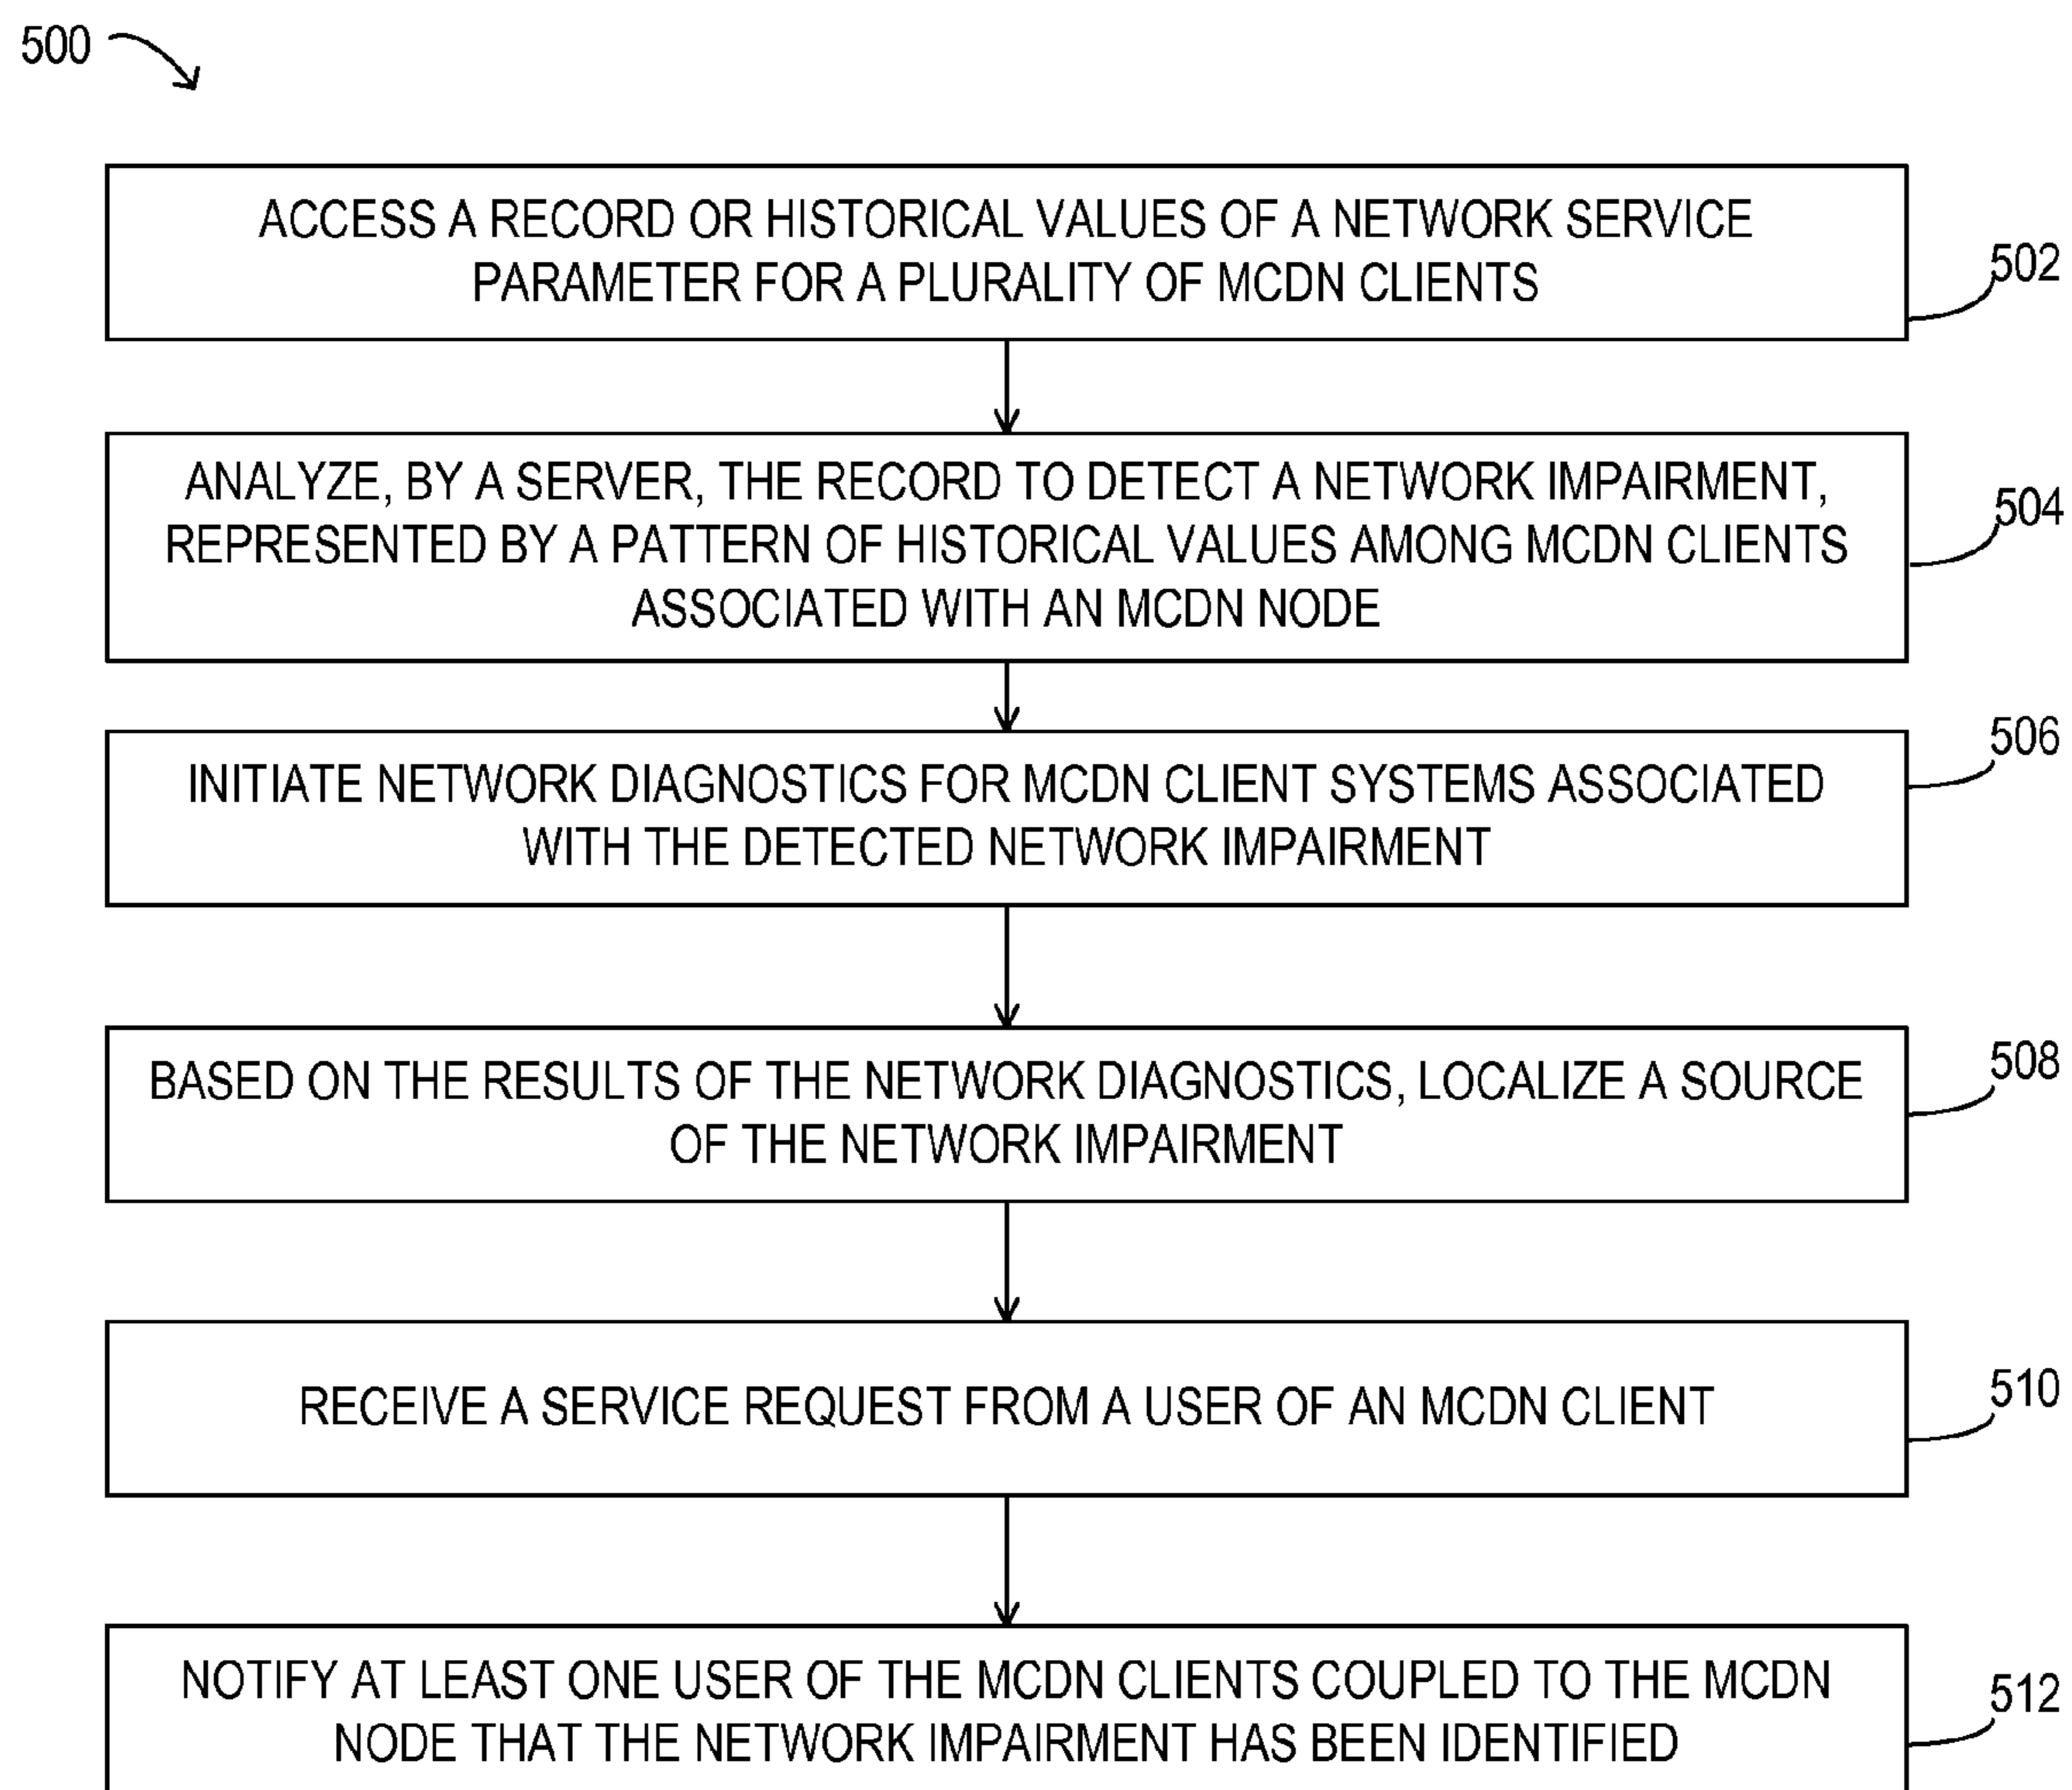 500
ACCESS A RECORD OR HISTORICAL VALUES OF A NETWORK SERVICE
PARAMETER FOR A PLURALITY OF MCDN CLIENTS
502
ANALYZE, BY A SERVER, THE RECORD TO DETECT A NETWORK IMPAIRMENT,
REPRESENTED BY A PATTERN OF HISTORICAL VALUES AMONG MCDN CLIENTS
ASSOCIATED WITH AN MCDN NODE
504
INITIATE NETWORK DIAGNOSTICS FOR MCDN CLIENT SYSTEMS ASSOCIATED
WITH THE DETECTED NETWORK IMPAIRMENT
506
BASED ON THE RESULTS OF THE NETWORK DIAGNOSTICS, LOCALIZE A SOURCE
OF THE NETWORK IMPAIRMENT
508
RECEIVE A SERVICE REQUEST FROM A USER OF AN MCDN CLIENT
510
NOTIFY AT LEAST ONE USER OF THE MCDN CLIENTS COUPLED TO THE MCDN
NODE THAT THE NETWORK IMPAIRMENT HAS BEEN IDENTIFIED
512